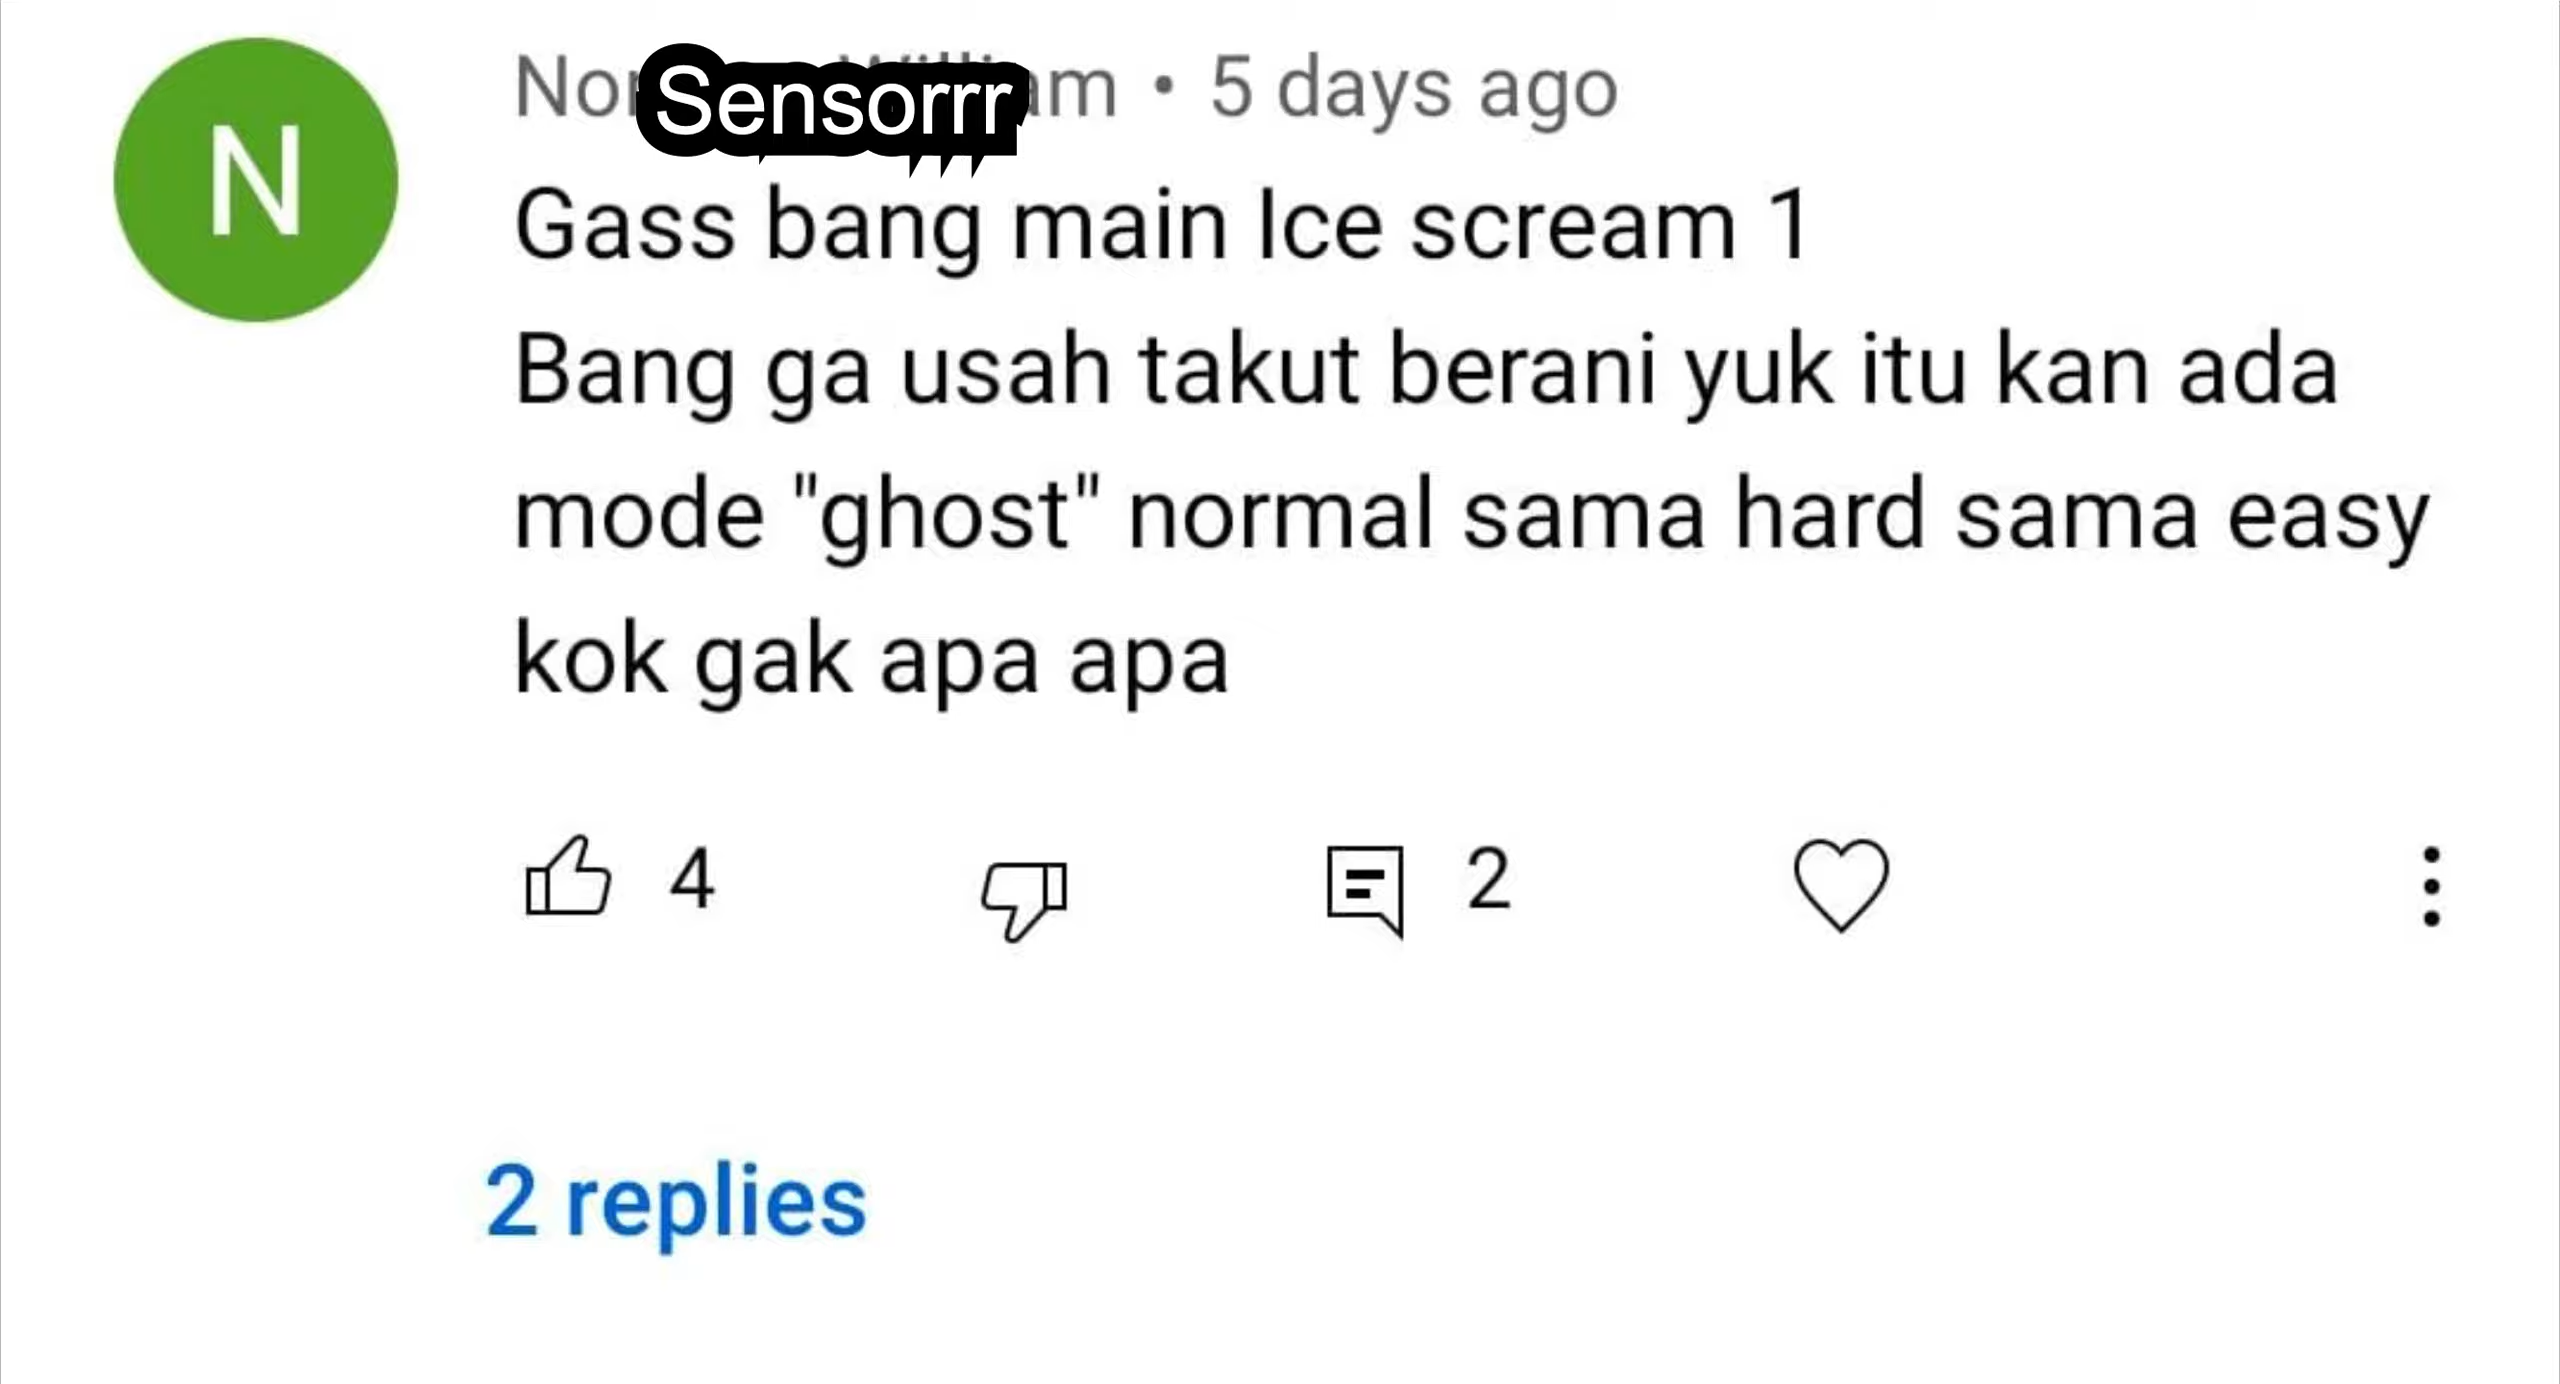 N
Sensorrr • 5 days ago
Gass bang main Ice scream 1
Bang ga usah takut berani yuk itu kan ada
mode "ghost" normal sama hard sama easy
kok gak apa apa
4 2
2 replies